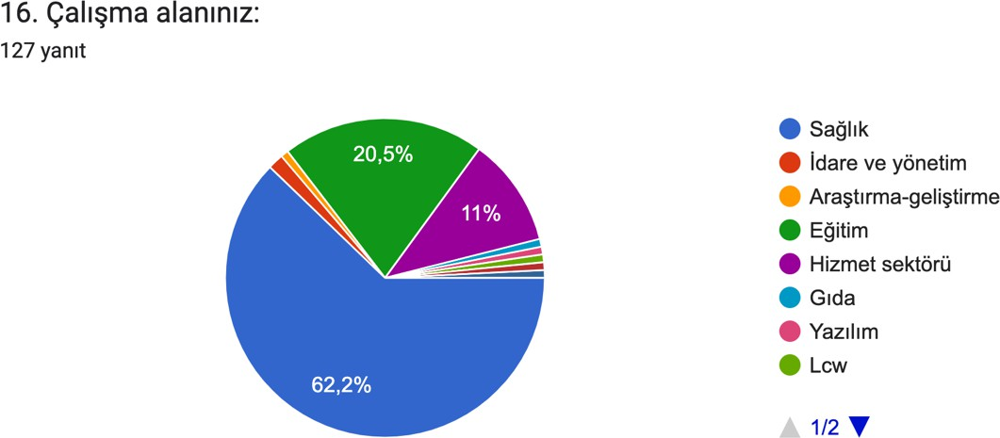 16. Çalışma alanınız:
127 yanıt
20,5%
11%
62,2%
Sağlık
İdare ve yönetim
Araştırma-geliştirme
Eğitim
Hizmet sektörü
Gıda
Yazılım
Lcw
1/2